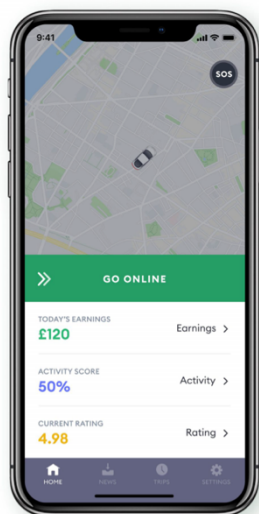 9:41
SOS
GO ONLINE
TODAY'S EARNINGS
£120
Earnings
ACTIVITY SCORE
50%
Activity
CURRENT RATING
4.98
Rating
HOME
NEWS
TRIPS
SETTINGS